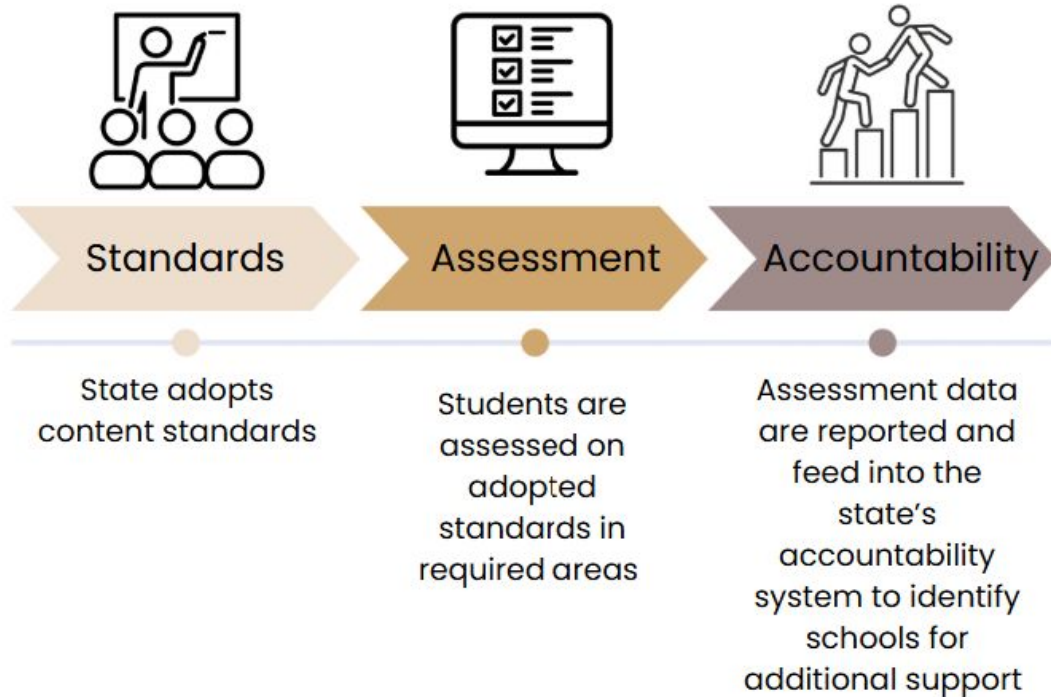 Standards
Assessment
Accountability
State adopts
content standards
Students are
assessed on
adopted
standards in
required areas
Assessment data
are reported and
feed into the
state's
accountability
system to identify
schools for
additional support